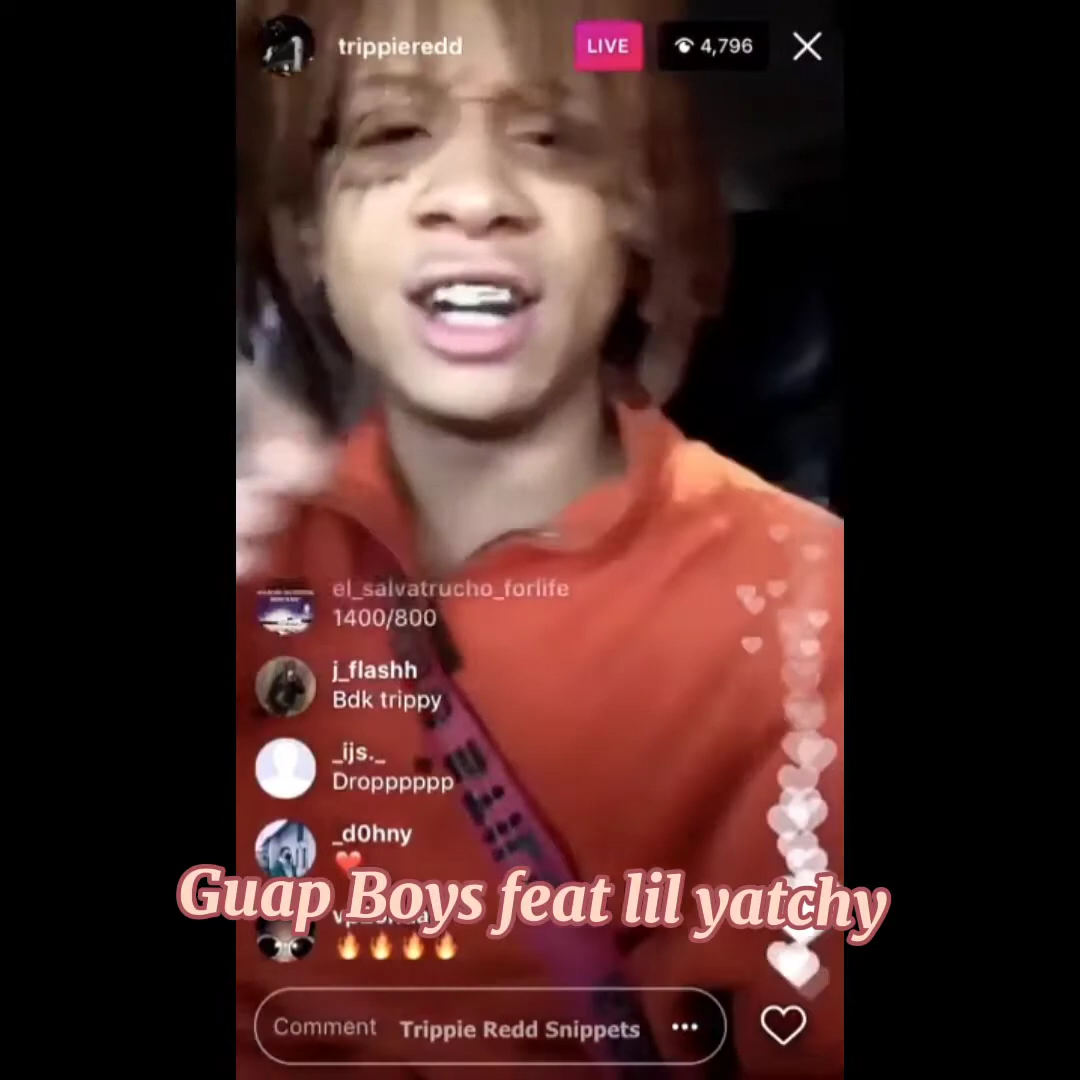 trippieredd
LIVE
4,796
el_salvatrucho_forlife
1400/800
j_flashh
Bdk trippy
_ijs._
Dropppppp
_d0hny
Guap Boys feat lil yatchy
Comment Trippie Redd Snippets